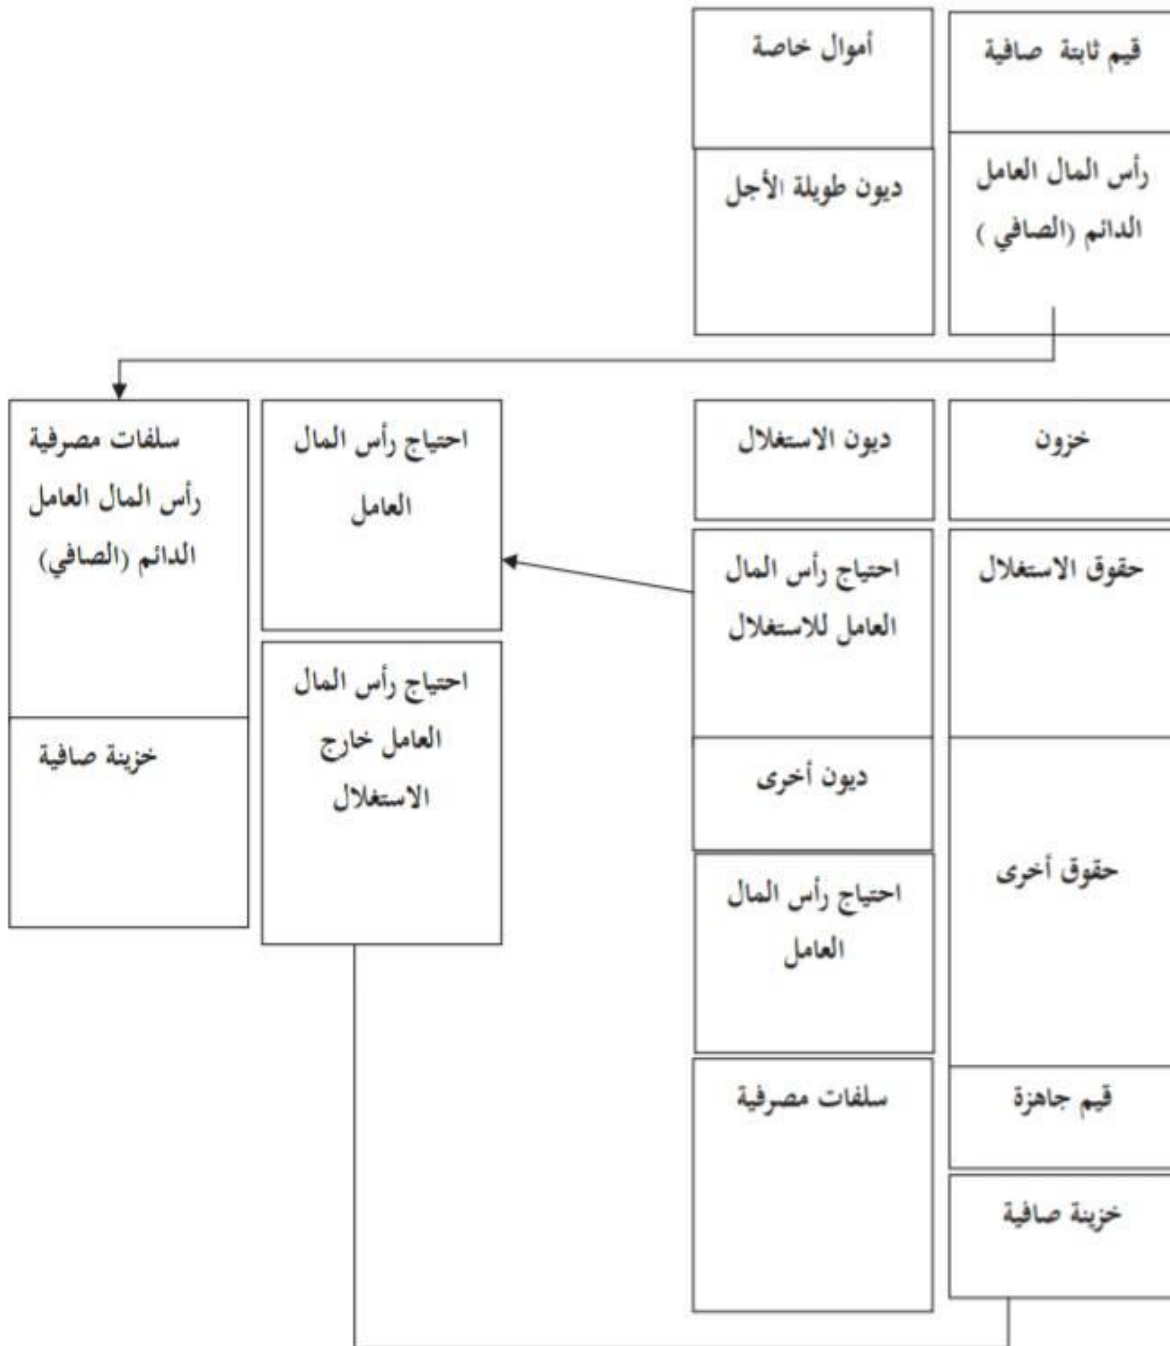 قيم ثابتة صافية
أموال خاصة
رأس المال العامل
الدائم (الصافي )
ديون طويلة الأجل
خزون
ديون الاستغلال
احتياج رأس المال
العامل
سلفات مصرفية
رأس المال العامل
الدائم (الصافي)
حقوق الاستغلال
احتياج رأس المال
العامل للاستغلال
احتياج رأس المال
العامل خارج
الاستغلال
خزينة صافية
ديون أخرى
حقوق أخرى
احتياج رأس المال
العامل
قيم جاهزة
سلفات مصرفية
خزينة صافية